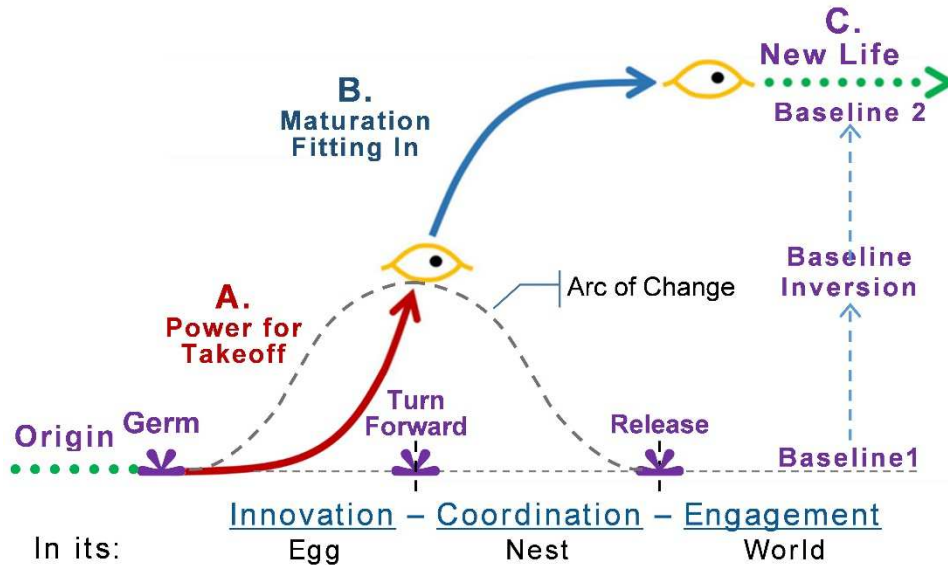 C.
New Life
Baseline 2
B.
Maturation
Fitting In
Baseline
Inversion
Arc of Change
A.
Power for
Takeoff
Origin
Germ
Turn
Forward
Release
Baseline1
Innovation – Coordination – Engagement
In its: Egg Nest World